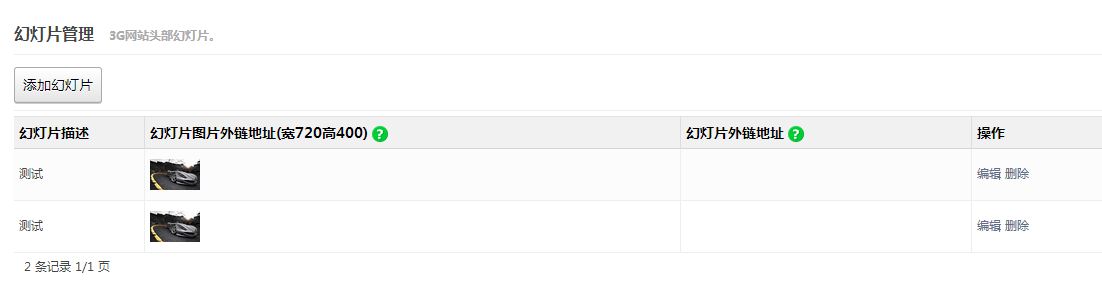 幻灯片管理 3G网站头部幻灯片。
添加幻灯片
幻灯片描述 幻灯片图片外链地址(宽720高400) ? 幻灯片外链地址 ? 操作
测试 编辑 删除
测试 编辑 删除
2 条记录 1/1 页